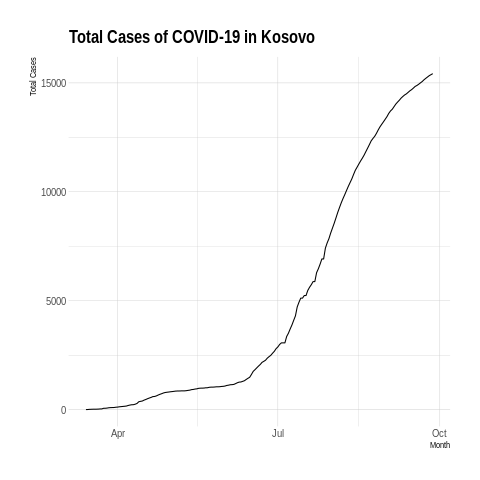 Total Cases of COVID-19 in Kosovo
Total Cases
15000
10000
5000
0
Apr
Jul
Oct
Month